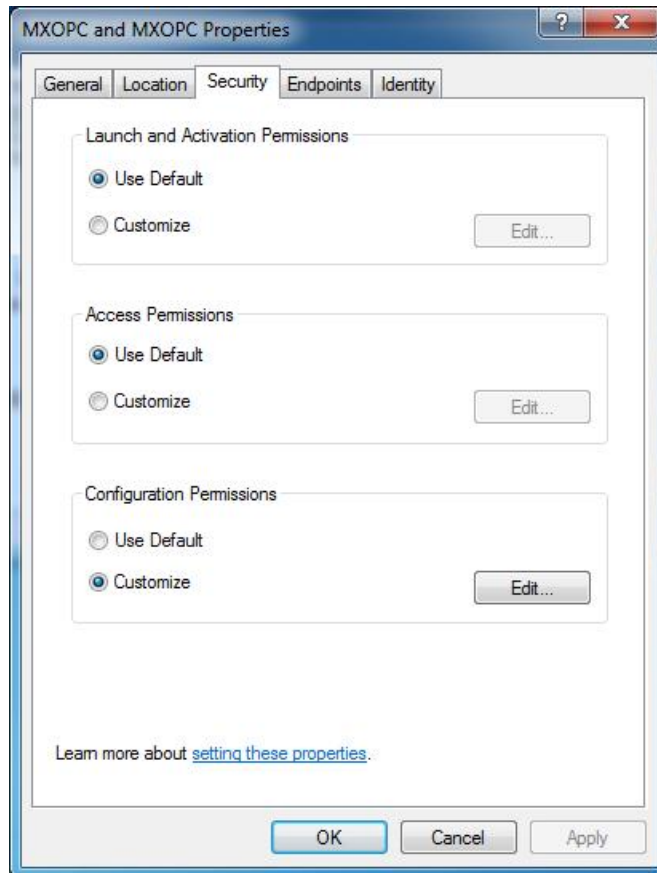 MXOPC and MXOPC Properties
General Location Security Endpoints Identity
Launch and Activation Permissions
Use Default
Customize Edit...
Access Permissions
Use Default
Customize Edit...
Configuration Permissions
Use Default
Customize Edit...
Learn more about setting these properties.
OK Cancel Apply